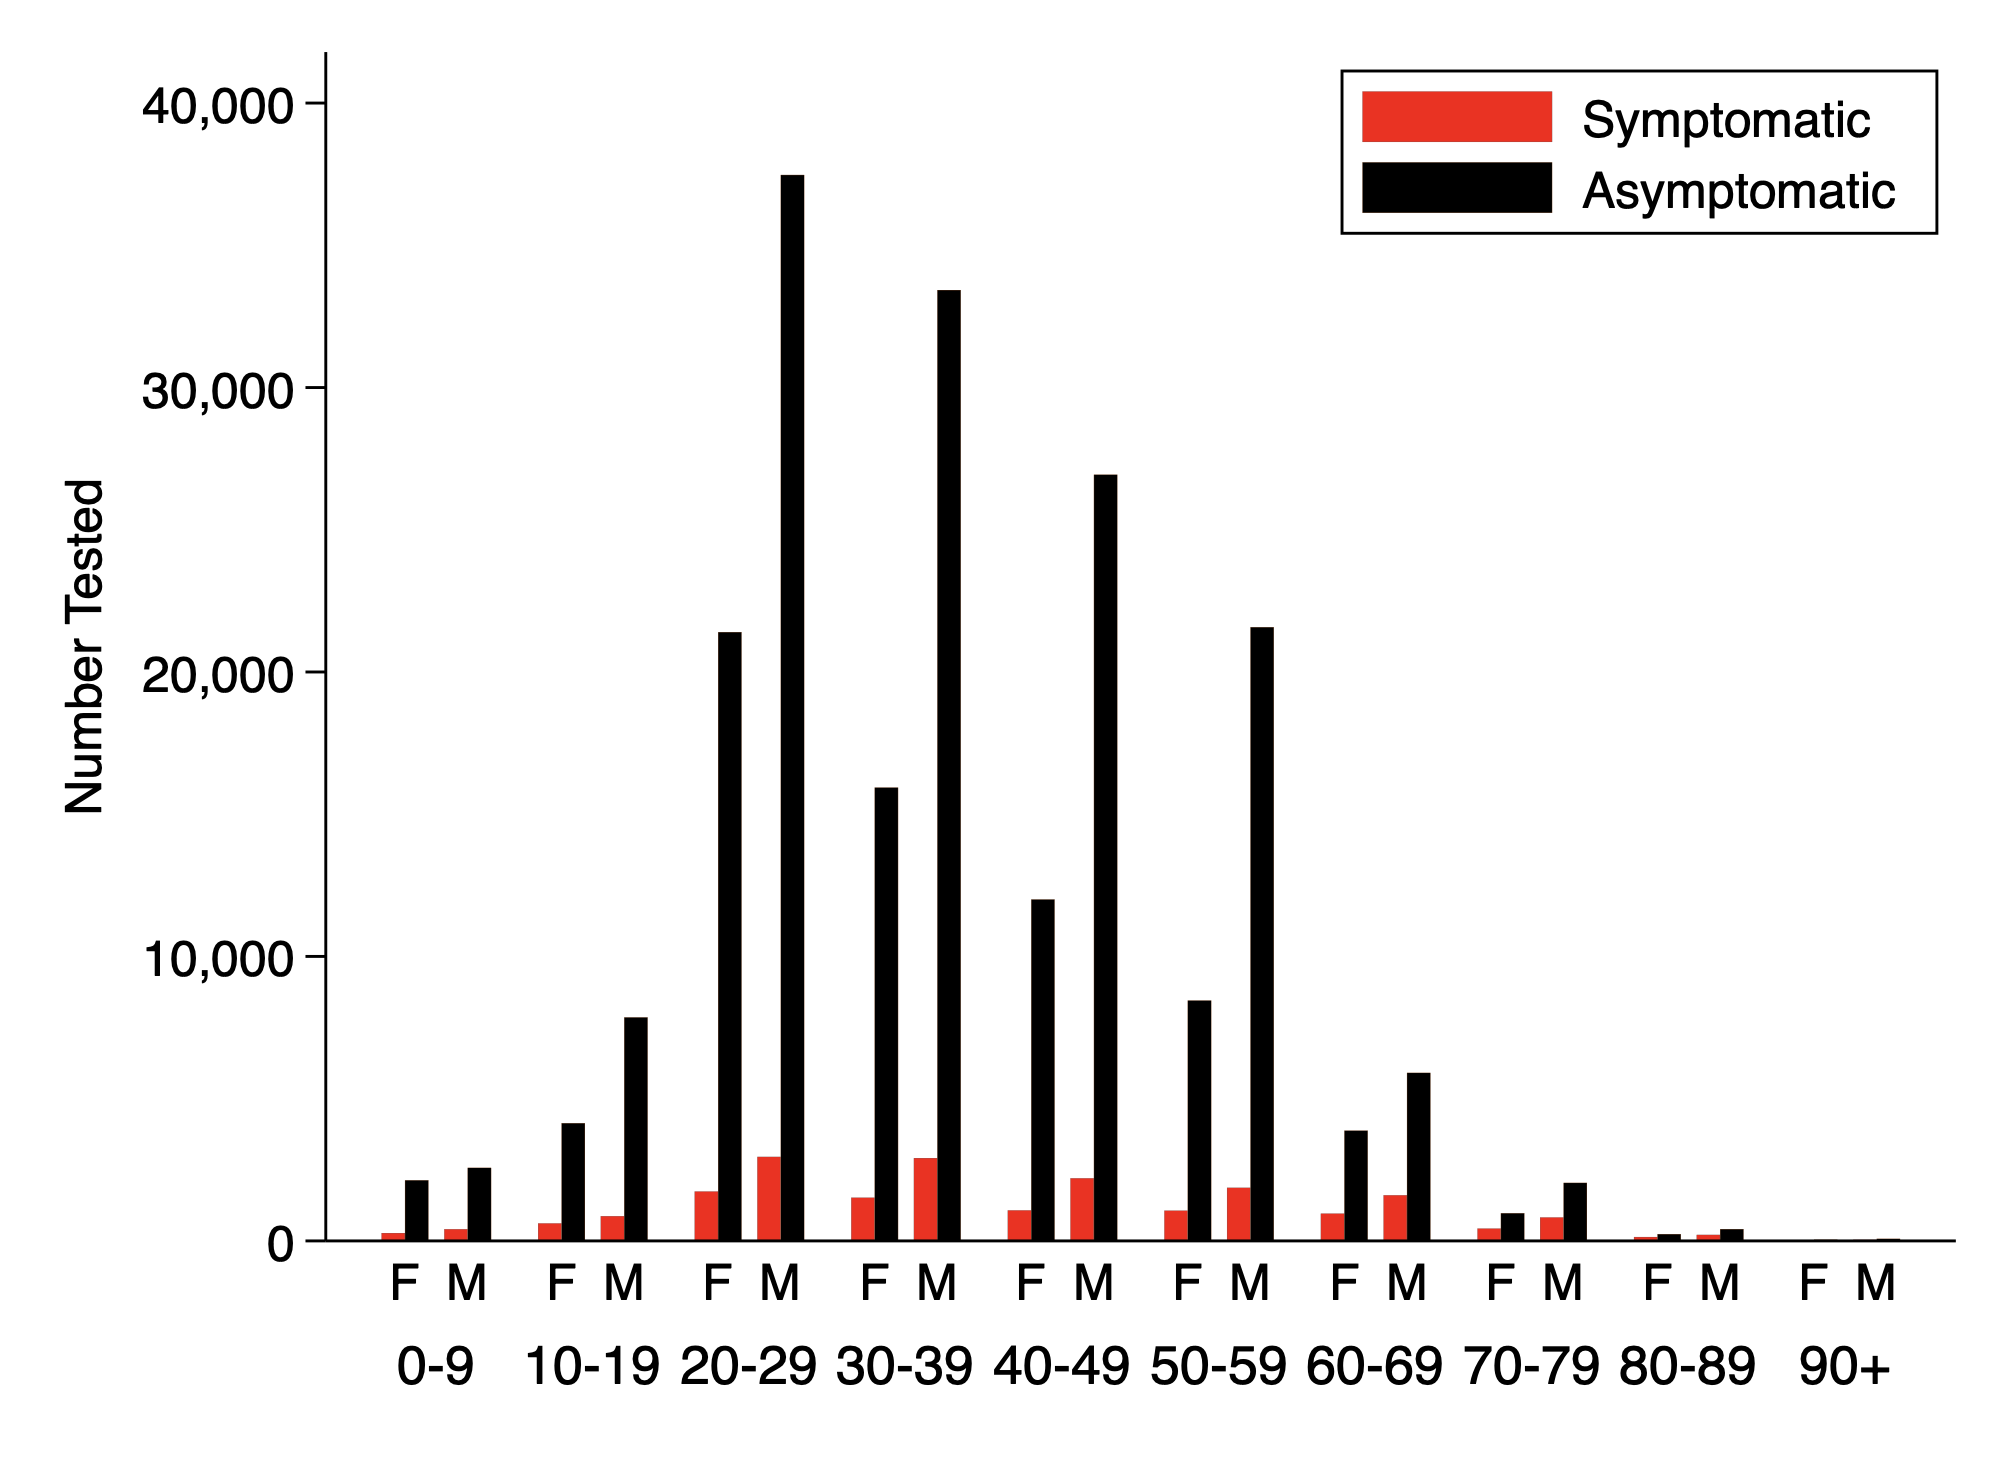 40,000
30,000
20,000
10,000
0
Number Tested
Symptomatic
Asymptomatic
F M F M F M F M F M F M F M F M F M F M
0-9 10-19 20-29 30-39 40-49 50-59 60-69 70-79 80-89 90+